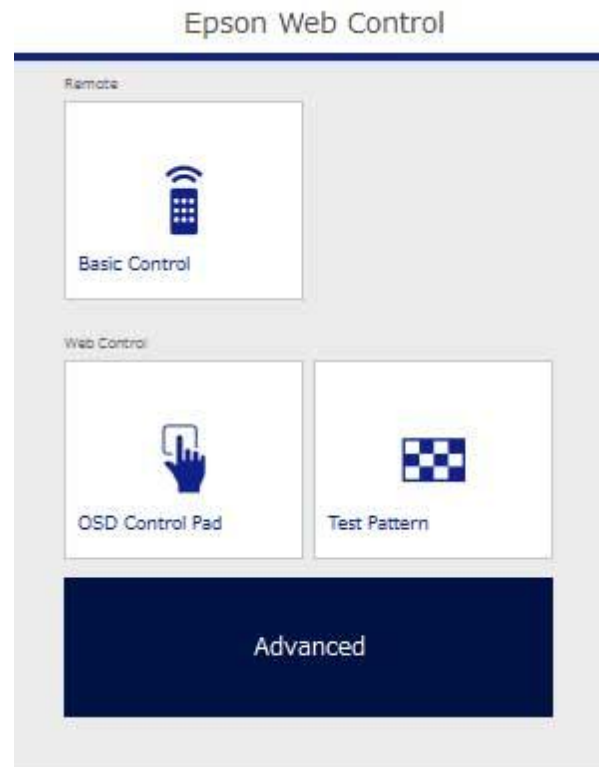 Epson Web Control
Remote
Basic Control
Web Control
OSD Control Pad
Test Pattern
Advanced